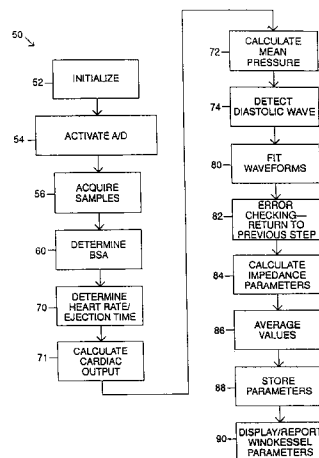 50
52
INITIALIZE
54
ACTIVATE A/D
56
ACQUIRE
SAMPLES
60
DETERMINE
BSA
70
DETERMINE
HEART RATE/
EJECTION TIME
71
CALCULATE
CARDIAC
OUTPUT
72
CALCULATE
MEAN
PRESSURE
74
DETECT
DIASTOLIC WAVE
80
FIT
WAVEFORMS
82
ERROR
CHECKING—
RETURN TO
PREVIOUS STEP
84
CALCULATE
IMPEDANCE
PARAMETERS
86
AVERAGE
VALUES
88
STORE
PARAMETERS
90
DISPLAY/REPORT
WINDKESSEL
PARAMETERS